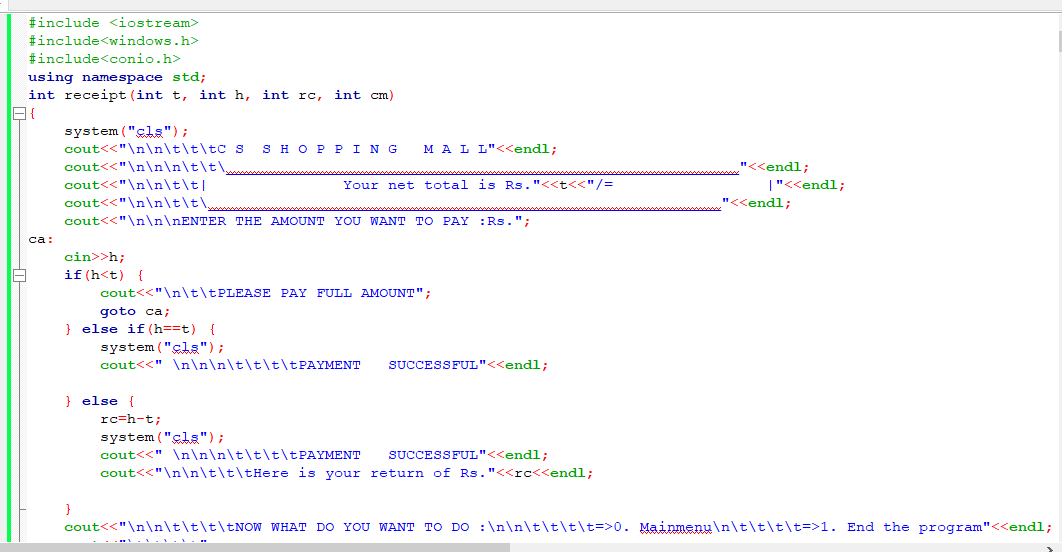 #include <iostream>
#include<windows.h>
#include<conio.h>
using namespace std;
int receipt(int t, int h, int rc, int cm)
{
    system("cls");
    cout<<"\n\n\t\t\tC S  S H O P P I N G   M A L L"<<endl;
    cout<<"\n\n\n\t\t\_________________________________________________________"<<endl;
    cout<<"\n\n\t\t|               Your net total is Rs."<<t<<"/=                 |"<<endl;
    cout<<"\n\n\t\t\_________________________________________________________"<<endl;
    cout<<"\n\n\nENTER THE AMOUNT YOU WANT TO PAY :Rs.";
ca:
    cin>>h;
    if(h<t) {
        cout<<"\n\t\tPLEASE PAY FULL AMOUNT";
        goto ca;
    } else if(h==t) {
        system("cls");
        cout<<" \n\n\n\t\t\t\tPAYMENT   SUCCESSFUL"<<endl;
    } else {
        rc=h-t;
        system("cls");
        cout<<" \n\n\n\t\t\t\tPAYMENT   SUCCESSFUL"<<endl;
        cout<<"\n\n\t\t\tHere is your return of Rs."<<rc<<endl;
    }
    cout<<"\n\n\t\t\t\tNOW WHAT DO YOU WANT TO DO :\n\n\t\t\t\t=>0. Mainmenu\n\t\t\t\t=>1. End the program"<<endl;